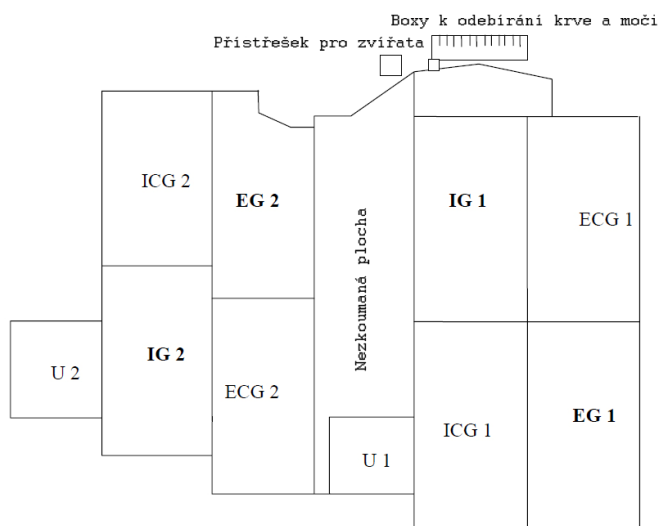 Boxy k odebírání krve a moči
Přístřešek pro zvířata
ICG 2
EG 2
IG 1
ECG 1
Nezkoumaná plocha
U 2
IG 2
ECG 2
ICG 1
EG 1
U 1